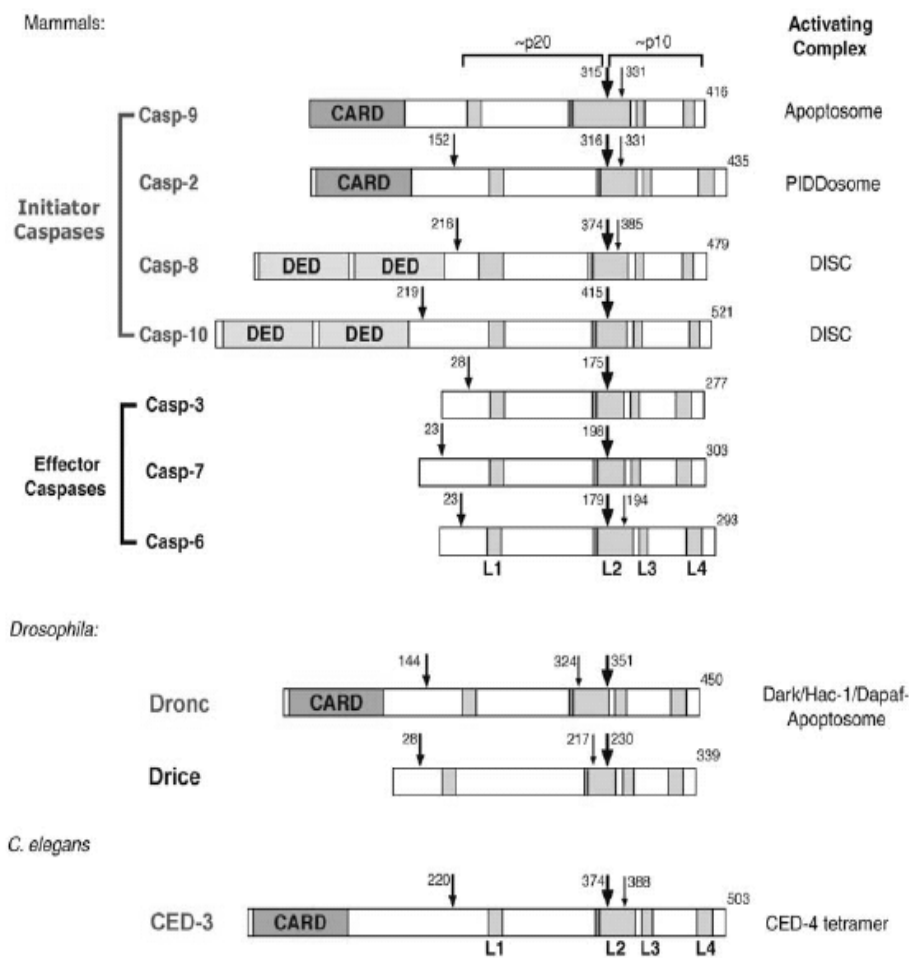 Mammals:
Activating
Complex
~p20
~p10
315
331
416
Casp-9
CARD
Apoptosome
152
316
331
435
Casp-2
CARD
PIDDosome
Initiator
Caspases
216
374
385
479
Casp-8
DED
DED
DISC
219
415
521
Casp-10
DED
DED
DISC
28
175
277
Casp-3
23
198
303
Effector
Caspases
Casp-7
23
179
194
293
Casp-6
L1
L2
L3
L4
Drosophila:
144
324
351
450
Dronc
CARD
Dark/Hac-1/Dapaf-
Apoptosome
28
217
230
339
Drice
C. elegans
220
374
388
503
CED-3
CARD
CED-4 tetramer
L1
L2
L3
L4